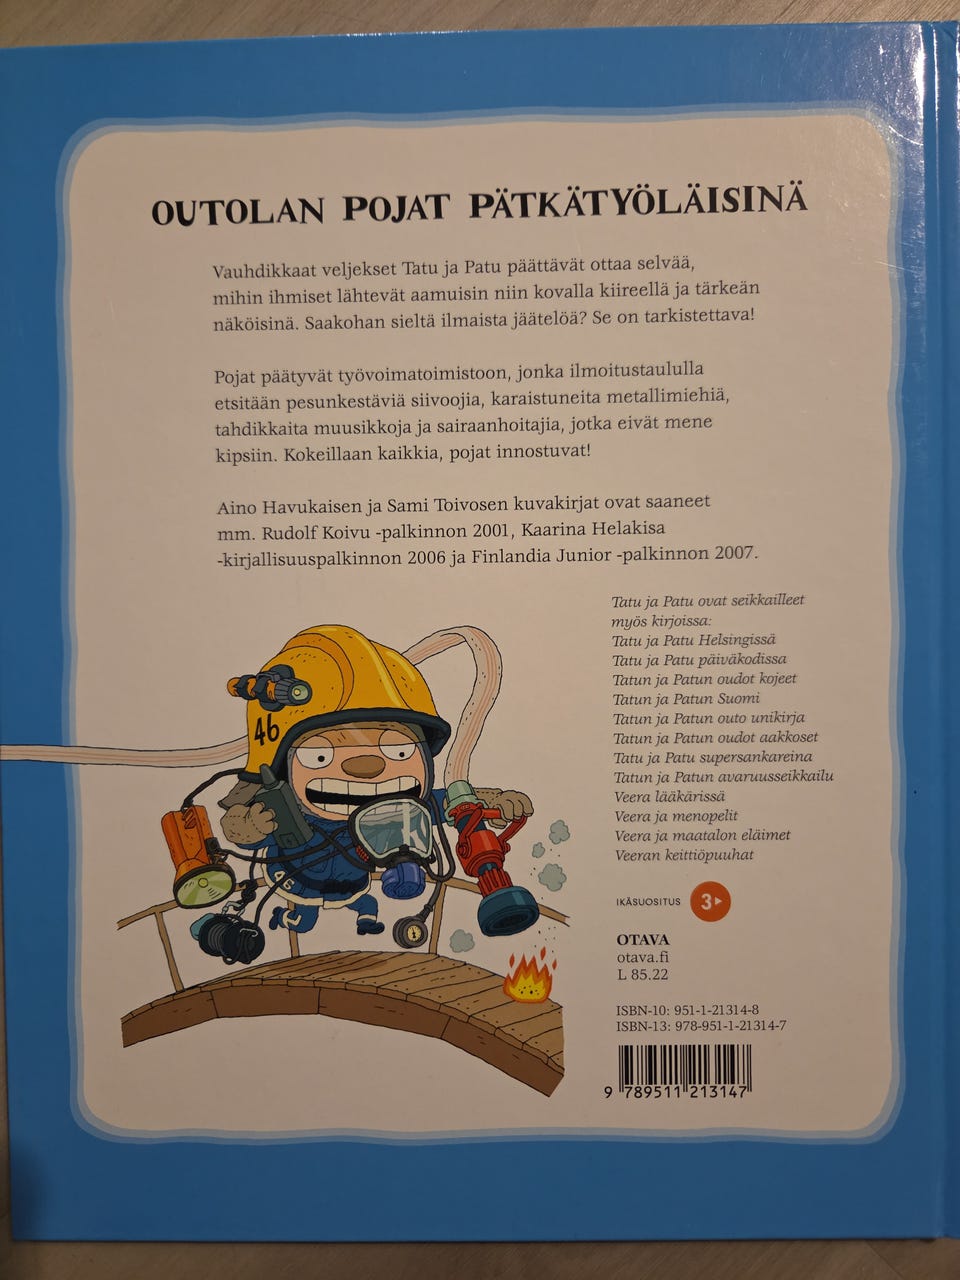 OUTOLAN POJAT PÄTKÄTYÖLÄISINÄ
Vauhdikkaat veljekset Tatu ja Patu päättävät ottaa selvää,
mihin ihmiset lähtevät aamuisin niin kovalla kiireellä ja tärkeän
näköisinä. Saakohan sieltä ilmaista jäätelöä? Se on tarkistettava!
Pojat päätyvät työvoimatoimistoon, jonka ilmoitustaululla
etsitään pesunkestäviä siivoojia, karaistuneita metallimiehiä,
tahdikkaita muusikkoja ja sairaanhoitajia, jotka eivät mene
kipsiin. Kokeillaan kaikkia, pojat innostuvat!
Aino Havukaisen ja Sami Toivosen kuvakirjat ovat saaneet
mm. Rudolf Koivu -palkinnon 2001, Kaarina Helakisa
-kirjallisuuspalkinnon 2006 ja Finlandia Junior -palkinnon 2007.
Tatu ja Patu ovat seikkailleet
myös kirjoissa:
Tatu ja Patu Helsingissä
Tatu ja Patu päiväkodissa
Tatun ja Patun oudot kojeet
Tatun ja Patun Suomi
Tatun ja Patun outo unikirja
Tatun ja Patun oudot aakkoset
Tatu ja Patu supersankareina
Tatun ja Patun avaruusseikkailu
Veera lääkärissä
Veera ja menopelit
Veera ja maatalon eläimet
Veeran keittiöpuuhat
46
46
IKÄSUOSITUS 3
OTAVA
otava.fi
L 85.22
ISBN-10: 951-1-21314-8
ISBN-13: 978-951-1-21314-7
9 789511 213147